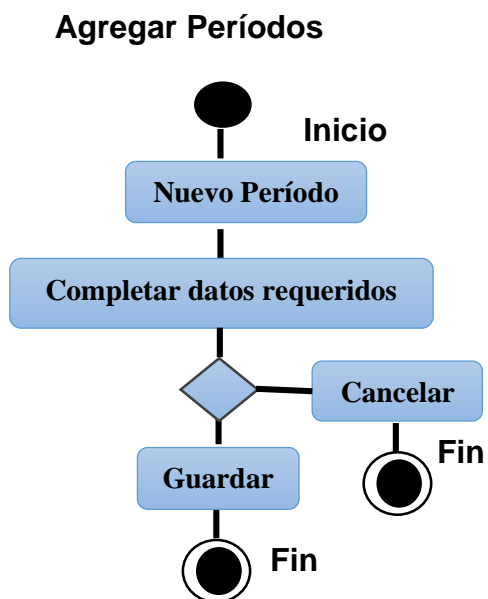 Agregar Períodos
Inicio
Nuevo Período
Completar datos requeridos
Cancelar
Fin
Guardar
Fin